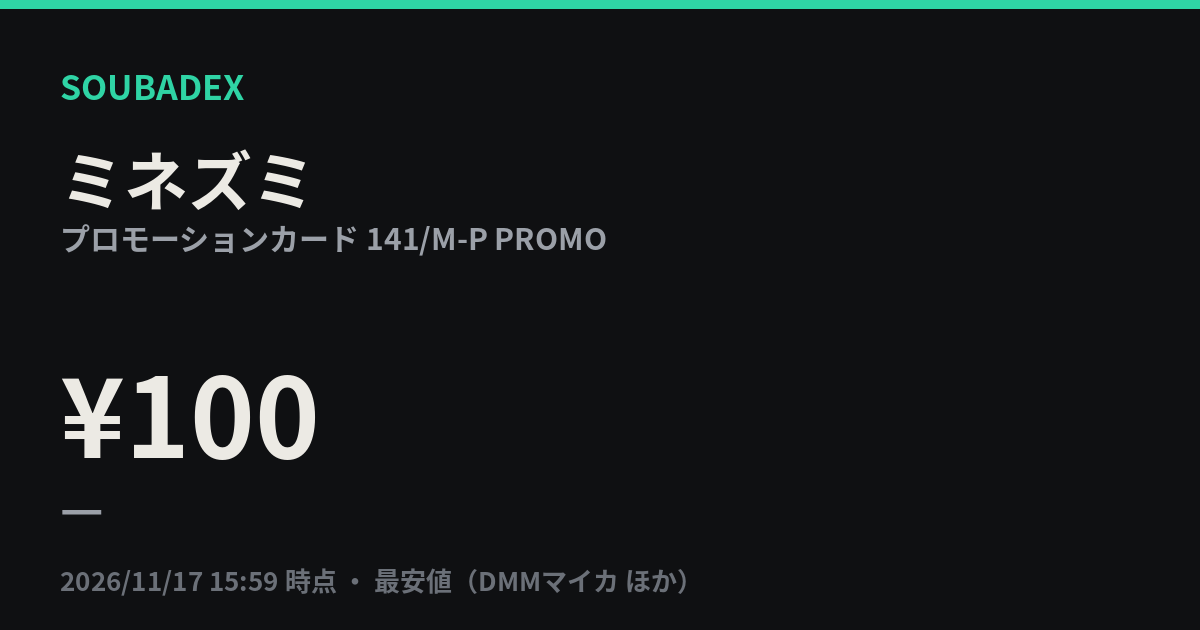 SOUBADEX
ミネズミ
プロモーションカード 141/M-P PROMO
¥100
—
2026/11/17 15:59 時点 ・ 最安値（DMMマイカ ほか）